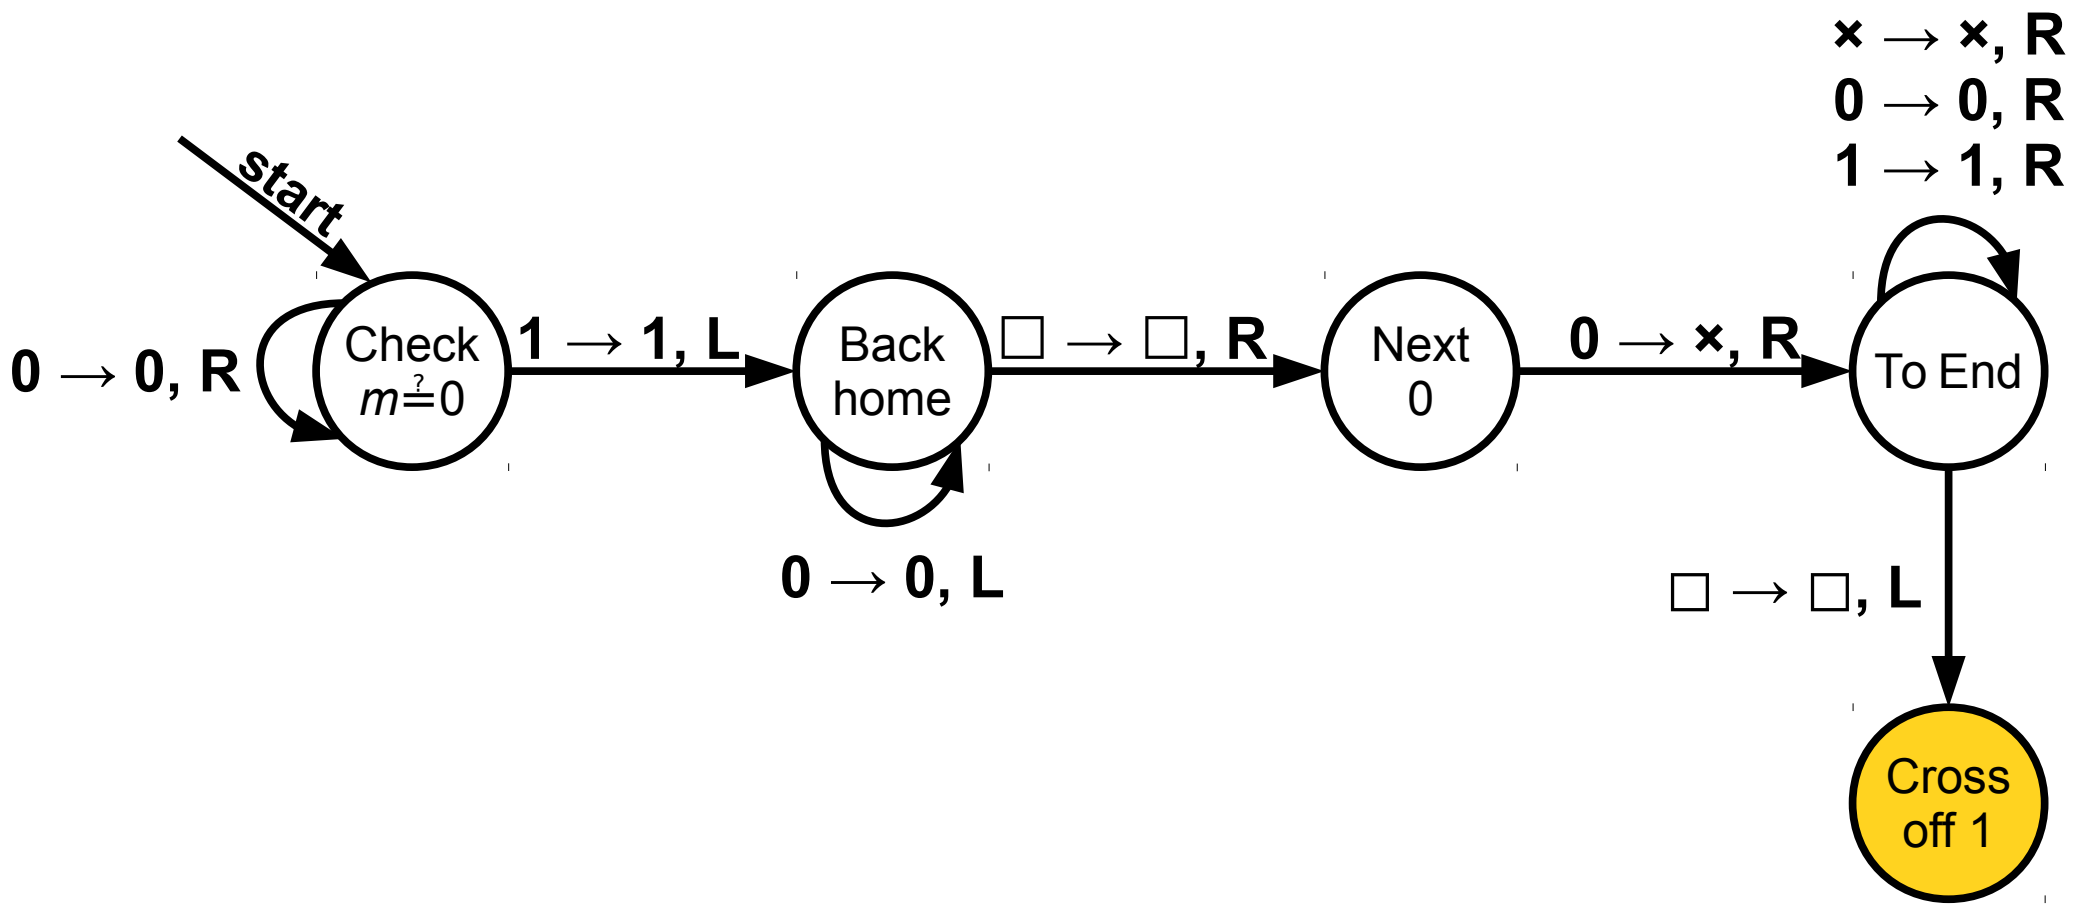 × → ×, R
0 → 0, R
1 → 1, R
start
0 → 0, R
Check
m≟0
1 → 1, L
Back
home
□ → □, R
Next
0
0 → ×, R
To End
0 → 0, L
□ → □, L
Cross
off 1